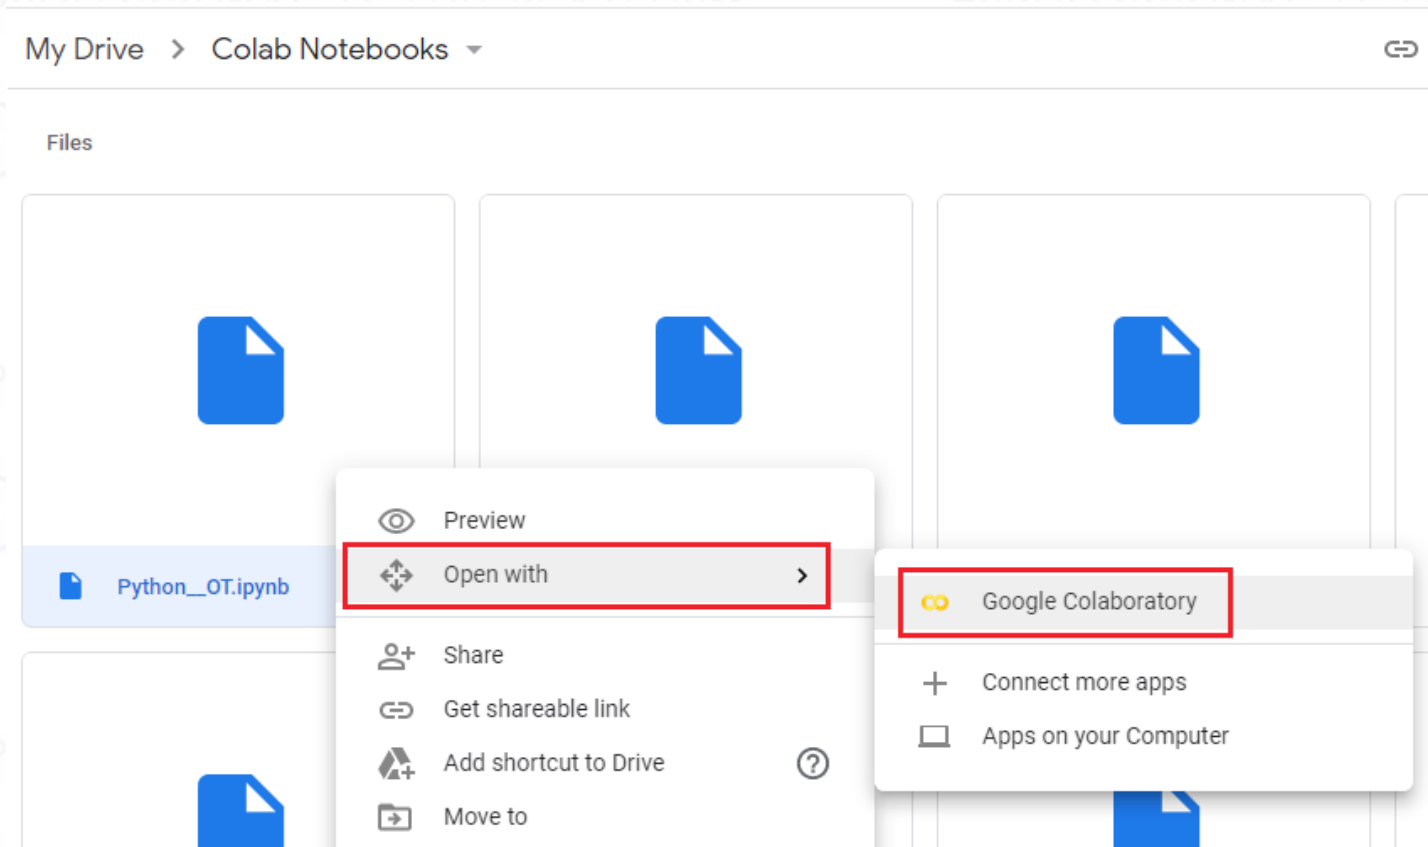 My Drive > Colab Notebooks
Files
Python__OT.ipynb
Preview
Open with
Share
Get shareable link
Add shortcut to Drive
Move to
Google Colaboratory
Connect more apps
Apps on your Computer